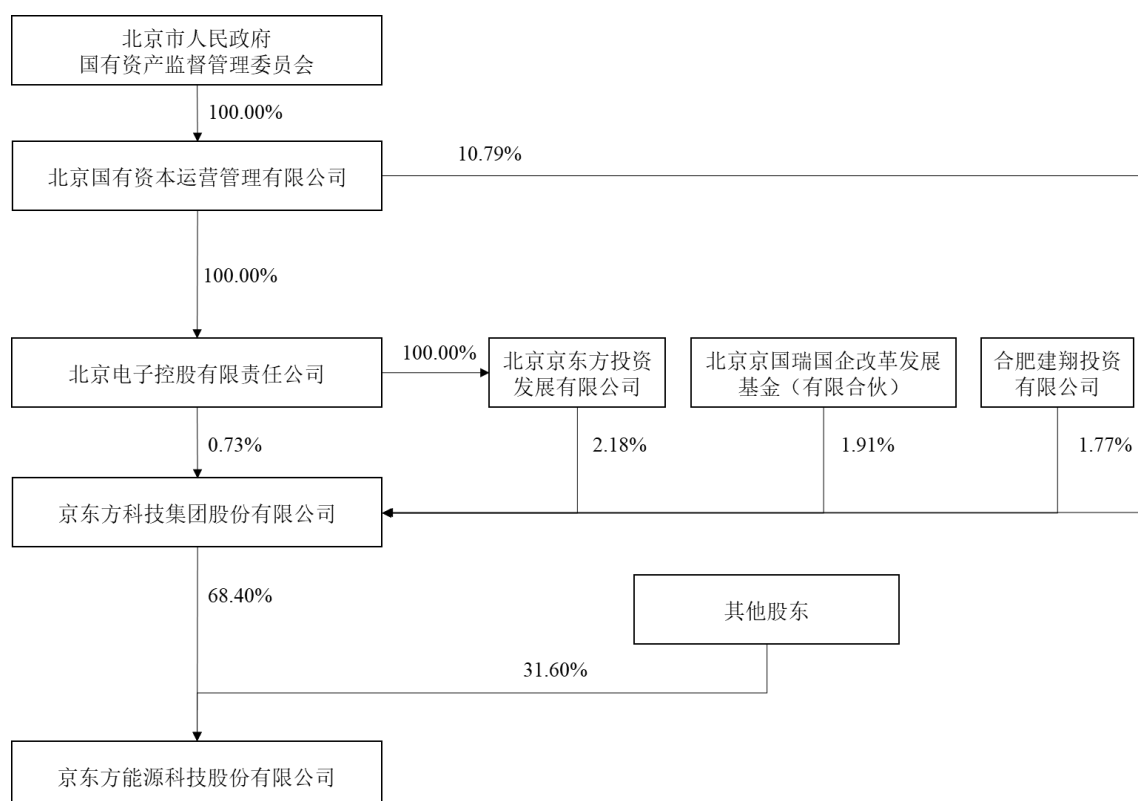 北京市人民政府
国有资产监督管理委员会
100.00%
北京国有资本运营管理有限公司
10.79%
100.00%
北京电子控股有限责任公司
100.00%
北京京东方投资
发展有限公司
北京京国瑞国企改革发展
基金（有限合伙）
合肥建翔投资
有限公司
0.73%
2.18%
1.91%
1.77%
京东方科技集团股份有限公司
68.40%
其他股东
31.60%
京东方能源科技股份有限公司